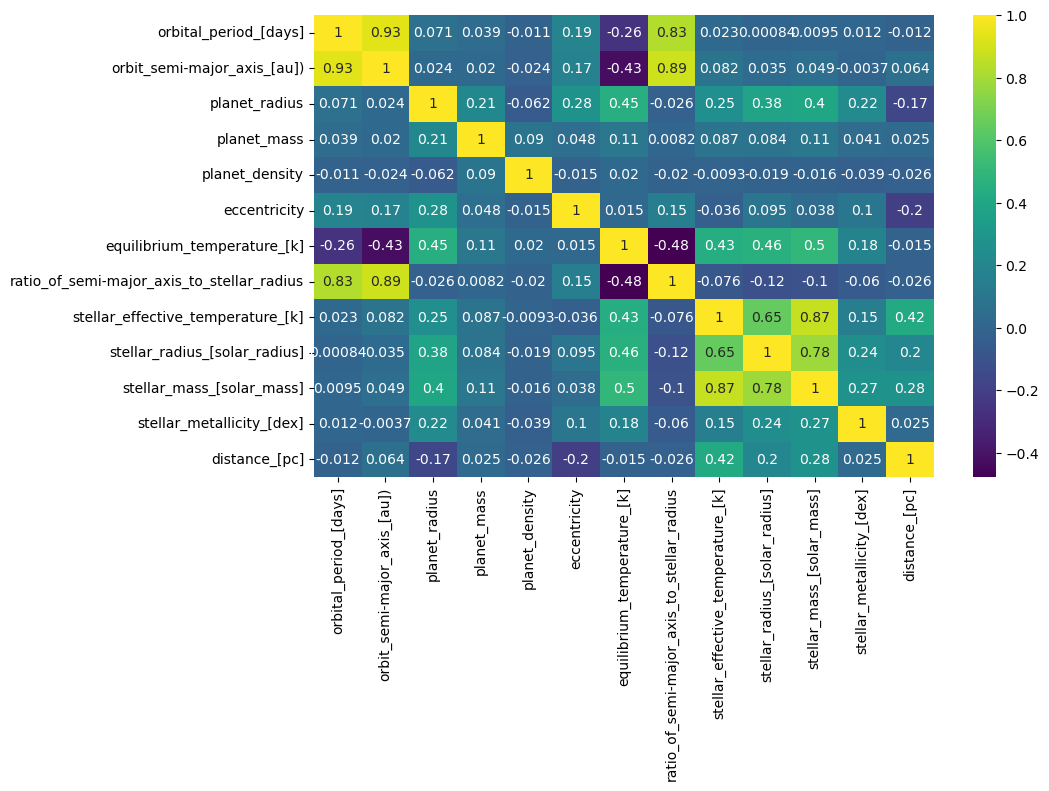 orbital_period_[days] 1 0.93 0.071 0.039 -0.011 0.19 -0.26 0.83 0.023 0.00084 -0.0095 0.012 -0.012
orbit_semi-major_axis_[au]) 0.93 1 0.024 0.02 -0.024 0.17 -0.43 0.89 0.082 0.035 0.049 -0.0037 0.064
planet_radius 0.071 0.024 1 0.21 -0.062 0.28 0.45 -0.026 0.25 0.38 0.4 0.22 -0.17
planet_mass 0.039 0.02 0.21 1 0.09 0.048 0.11 0.0082 0.087 0.084 0.11 0.041 0.025
planet_density -0.011 -0.024 -0.062 0.09 1 -0.015 0.02 -0.02 -0.0093 -0.019 -0.016 -0.039 -0.026
eccentricity 0.19 0.17 0.28 0.048 -0.015 1 0.015 0.15 -0.036 0.095 0.038 0.1 -0.2
equilibrium_temperature_[k] -0.26 -0.43 0.45 0.11 0.02 0.015 1 -0.48 0.43 0.46 0.5 0.18 -0.015
ratio_of_semi-major_axis_to_stellar_radius 0.83 0.89 -0.026 0.0082 -0.02 0.15 -0.48 1 -0.076 -0.12 -0.1 -0.06 -0.026
stellar_effective_temperature_[k] 0.023 0.082 0.25 0.087 -0.0093 -0.036 0.43 -0.076 1 0.65 0.87 0.15 0.42
stellar_radius_[solar_radius] 0.00084 0.035 0.38 0.084 -0.019 0.095 0.46 -0.12 0.65 1 0.78 0.24 0.2
stellar_mass_[solar_mass] -0.0095 0.049 0.4 0.11 -0.016 0.038 0.5 -0.1 0.87 0.78 1 0.27 0.28
stellar_metallicity_[dex] 0.012 -0.0037 0.22 0.041 -0.039 0.1 0.18 -0.06 0.15 0.24 0.27 1 0.025
distance_[pc] -0.012 0.064 -0.17 0.025 -0.026 -0.2 -0.015 -0.026 0.42 0.2 0.28 0.025 1
orbital_period_[days]
orbit_semi-major_axis_[au])
planet_radius
planet_mass
planet_density
eccentricity
equilibrium_temperature_[k]
ratio_of_semi-major_axis_to_stellar_radius
stellar_effective_temperature_[k]
stellar_radius_[solar_radius]
stellar_mass_[solar_mass]
stellar_metallicity_[dex]
distance_[pc]
1.0
0.8
0.6
0.4
0.2
0.0
−0.2
−0.4